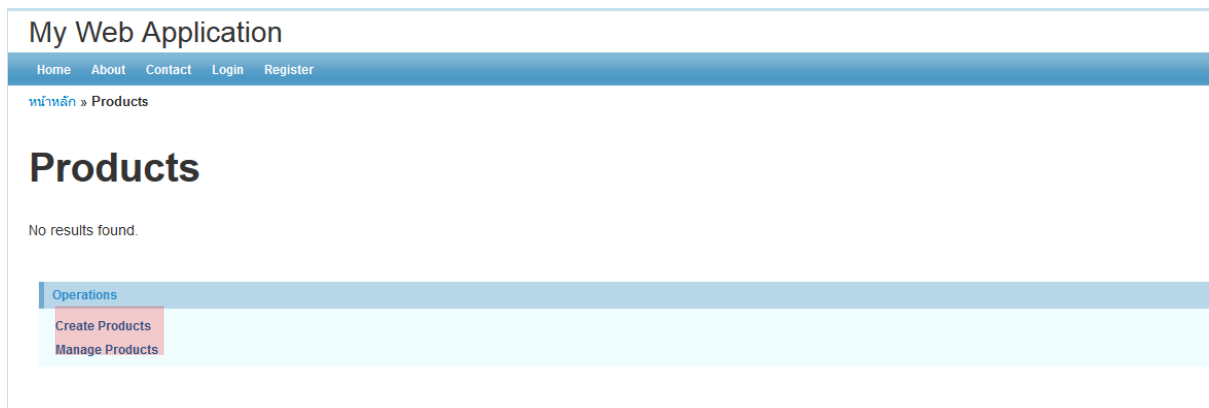 My Web Application
Home About Contact Login Register
หน้าหลัก » Products
Products
No results found.
Operations
Create Products
Manage Products